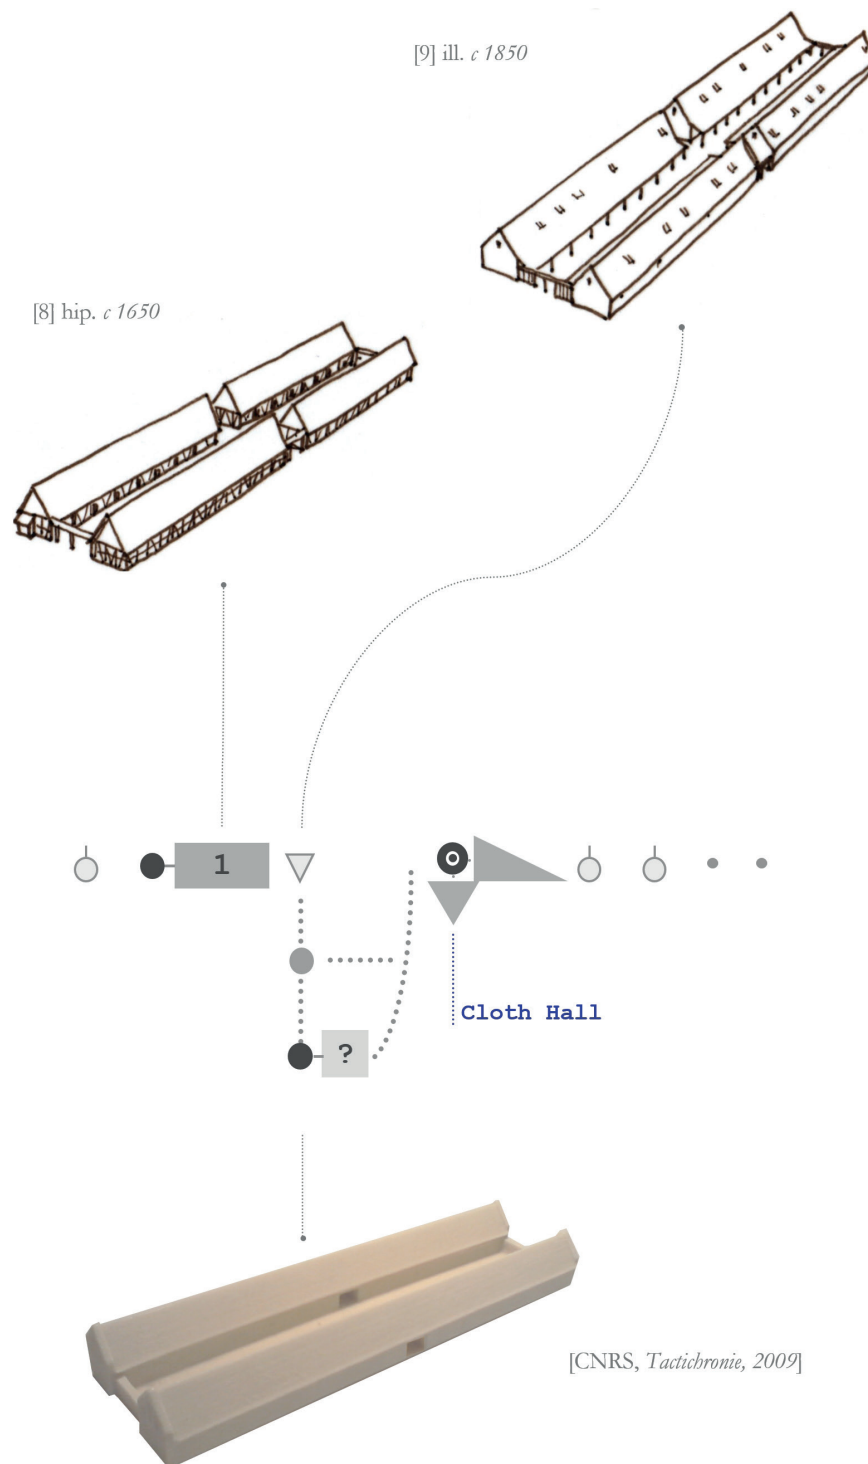 [9] ill. c 1850
[8] hip. c 1650
1
Cloth Hall
?
[CNRS, Tactichronie, 2009]